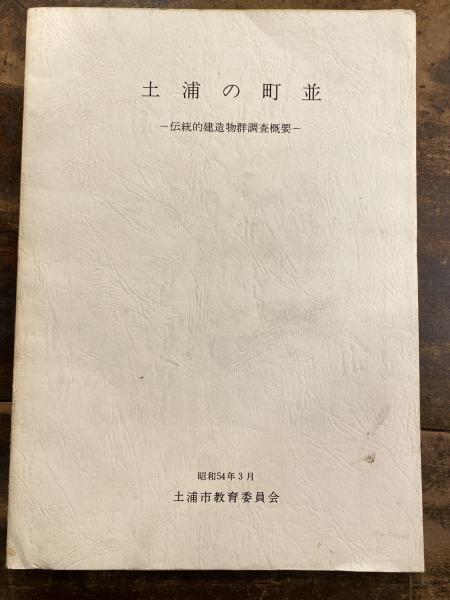 土浦の町並
－伝統的建造物群調査概要－
昭和54年3月
土浦市教育委員会